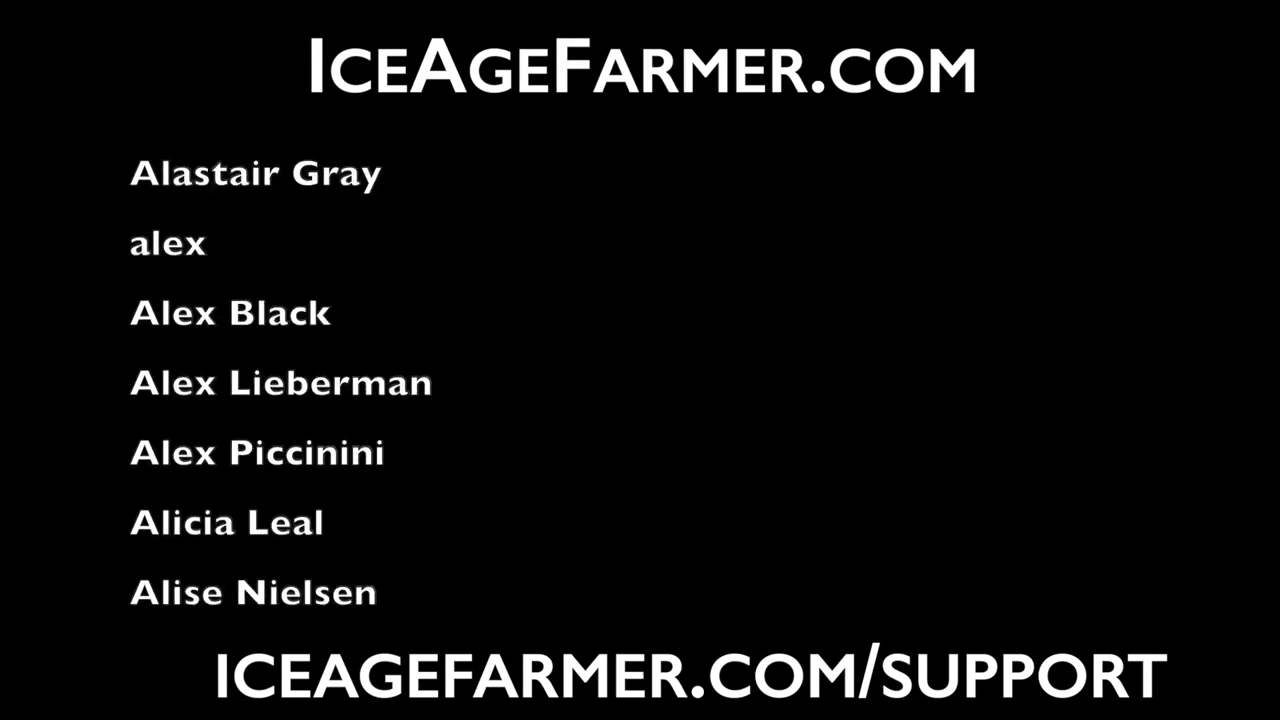 IceAgeFarmer.com
Alastair Gray
alex
Alex Black
Alex Lieberman
Alex Piccinini
Alicia Leal
Alise Nielsen
ICEAGEFARMER.COM/SUPPORT